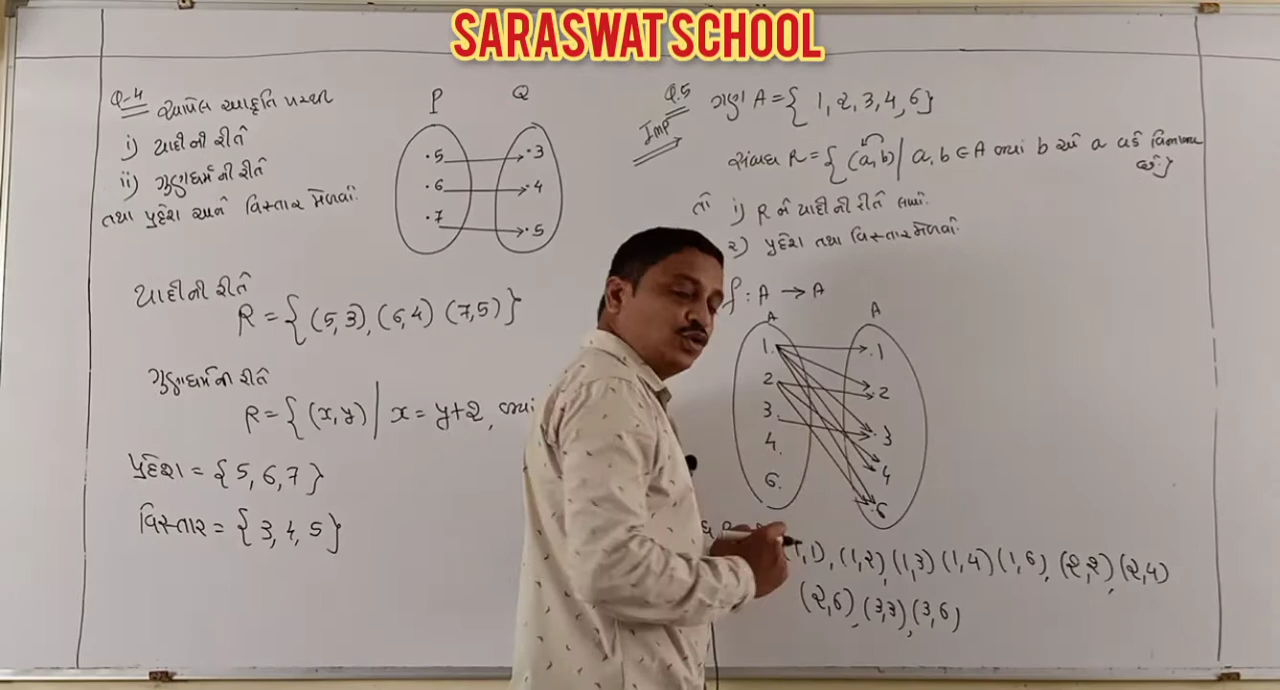 SARASWAT SCHOOL
Q-4 આપેલ આકૃતિ પરથી
i) યાદીની રીતે
ii) ગુણધર્મની રીતે
તથા પ્રદેશ અને વિસ્તાર મેળવો.
P Q
.5 .3
.6 .4
.7 .5
યાદીની રીતે
R = { (5,3), (6,4) (7,5) }
ગુણધર્મની રીતે
R = { (x,y) | x = y+2, જ્યાં
પ્રદેશ = {5, 6, 7}
વિસ્તાર = {3, 4, 5}
Q.5 ગણ A = { 1, 2, 3, 4, 6}
Imp
સંબંધ R = { (a,b) | a, b ∈ A જ્યાં b એ a વડે વિભાજ્ય છે.}
તો i) R ને યાદીની રીતે લખો.
૨) પ્રદેશ તથા વિસ્તાર મેળવો.
f : A → A
A A
1. .1
2. .2
3. .3
4. .4
6. .6
(1,1), (1,2), (1,3) (1,4) (1,6), (2,2), (2,4)
(2,6), (3,3), (3,6)